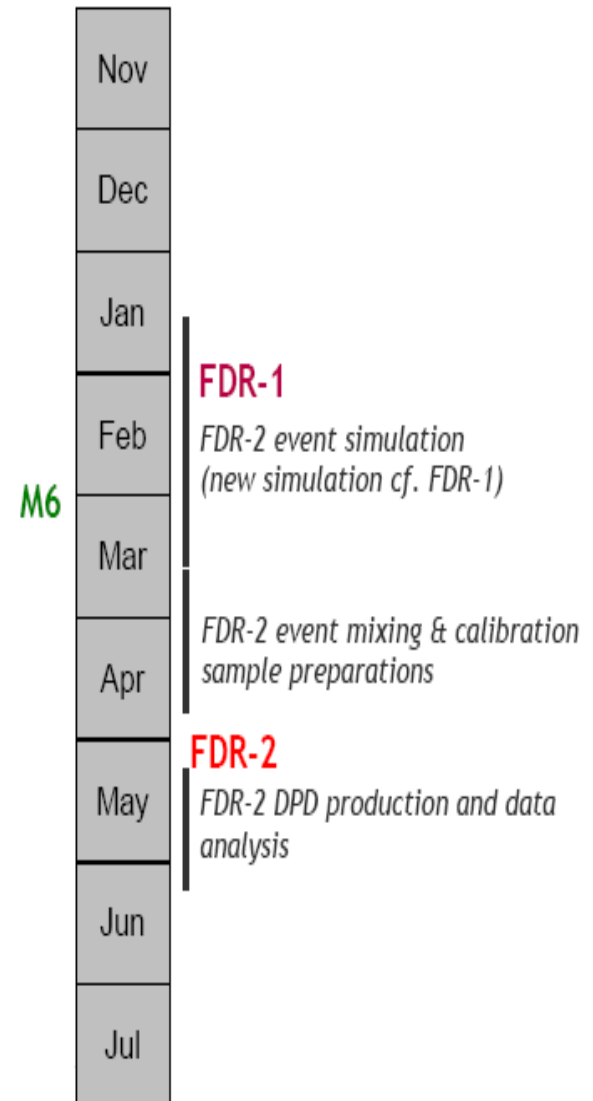 Nov
Dec
Jan
FDR-1
Feb
FDR-2 event simulation
(new simulation cf. FDR-1)
M6
Mar
FDR-2 event mixing & calibration
sample preparations
Apr
FDR-2
May
FDR-2 DPD production and data
analysis
Jun
Jul